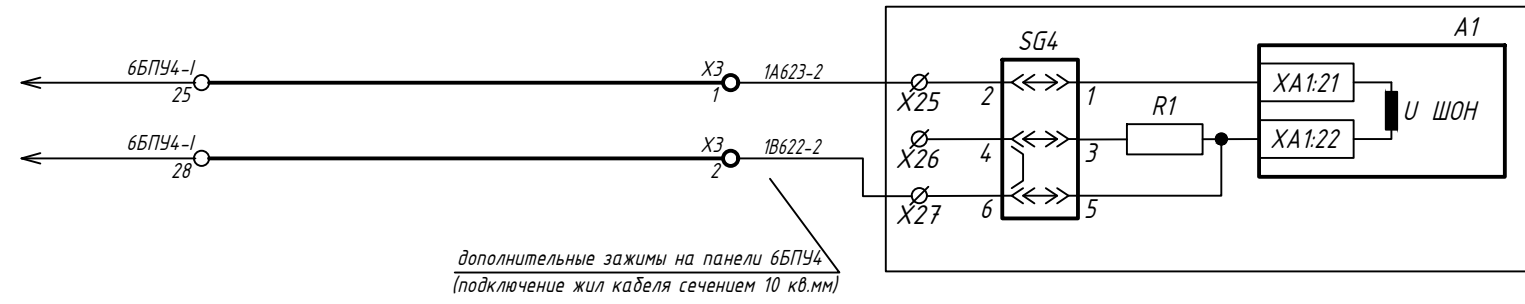 A1
SG4
6БПУ4-I
25
X3
1
1A623-2
X25
2
1
XA1:21
R1
U ШОН
6БПУ4-I
28
X3
2
1B622-2
X26
4
3
XA1:22
X27
6
5
дополнительные зажимы на панели 6БПУ4
(подключение жил кабеля сечением 10 кв.мм)